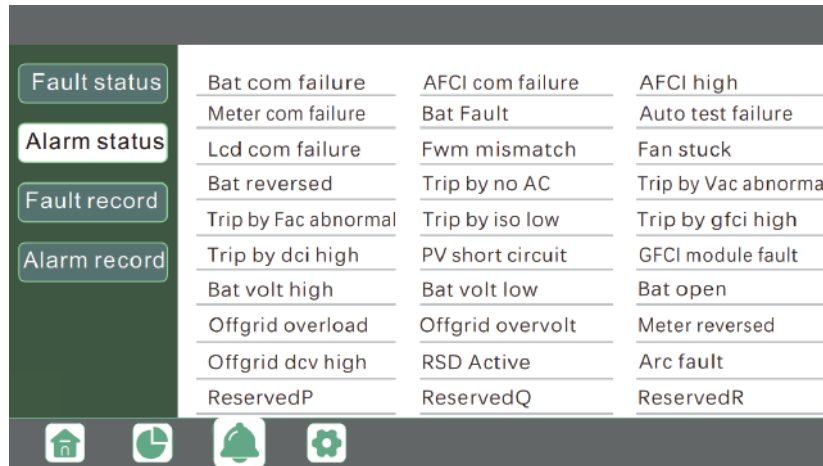 Fault status
Alarm status
Fault record
Alarm record
Bat com failure AFCI com failure AFCI high
Meter com failure Bat Fault Auto test failure
Lcd com failure Fwm mismatch Fan stuck
Bat reversed Trip by no AC Trip by Vac abnorma
Trip by Fac abnormal Trip by iso low Trip by gfci high
Trip by dci high PV short circuit GFCI module fault
Bat volt high Bat volt low Bat open
Offgrid overload Offgrid overvolt Meter reversed
Offgrid dcv high RSD Active Arc fault
ReservedP ReservedQ ReservedR